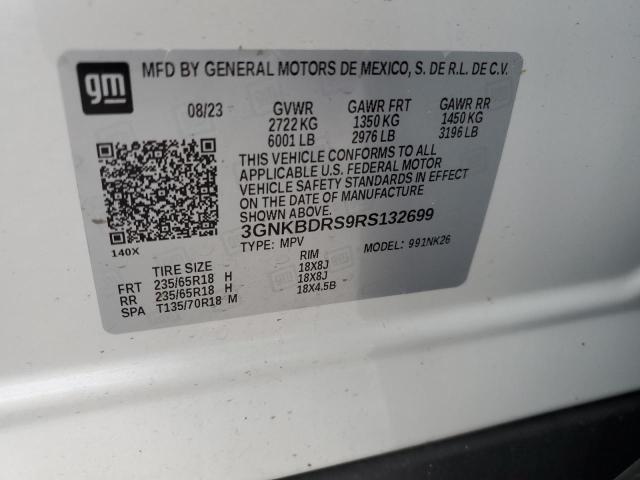 gm
MFD BY GENERAL MOTORS DE MEXICO, S. DE R.L. DE C.V.
08/23 GVWR GAWR FRT GAWR RR
2722 KG 1350 KG 1450 KG
6001 LB 2976 LB 3196 LB
THIS VEHICLE CONFORMS TO ALL
APPLICABLE U.S. FEDERAL MOTOR
VEHICLE SAFETY STANDARDS IN EFFECT
ON THE DATE OF MANUFACTURE
SHOWN ABOVE.
3GNKBDRS9RS132699
140X TYPE: MPV MODEL: 991NK26
TIRE SIZE RIM
FRT 235/65R18 H 18X8J
RR 235/65R18 H 18X8J
SPA T135/70R18 M 18X4.5B